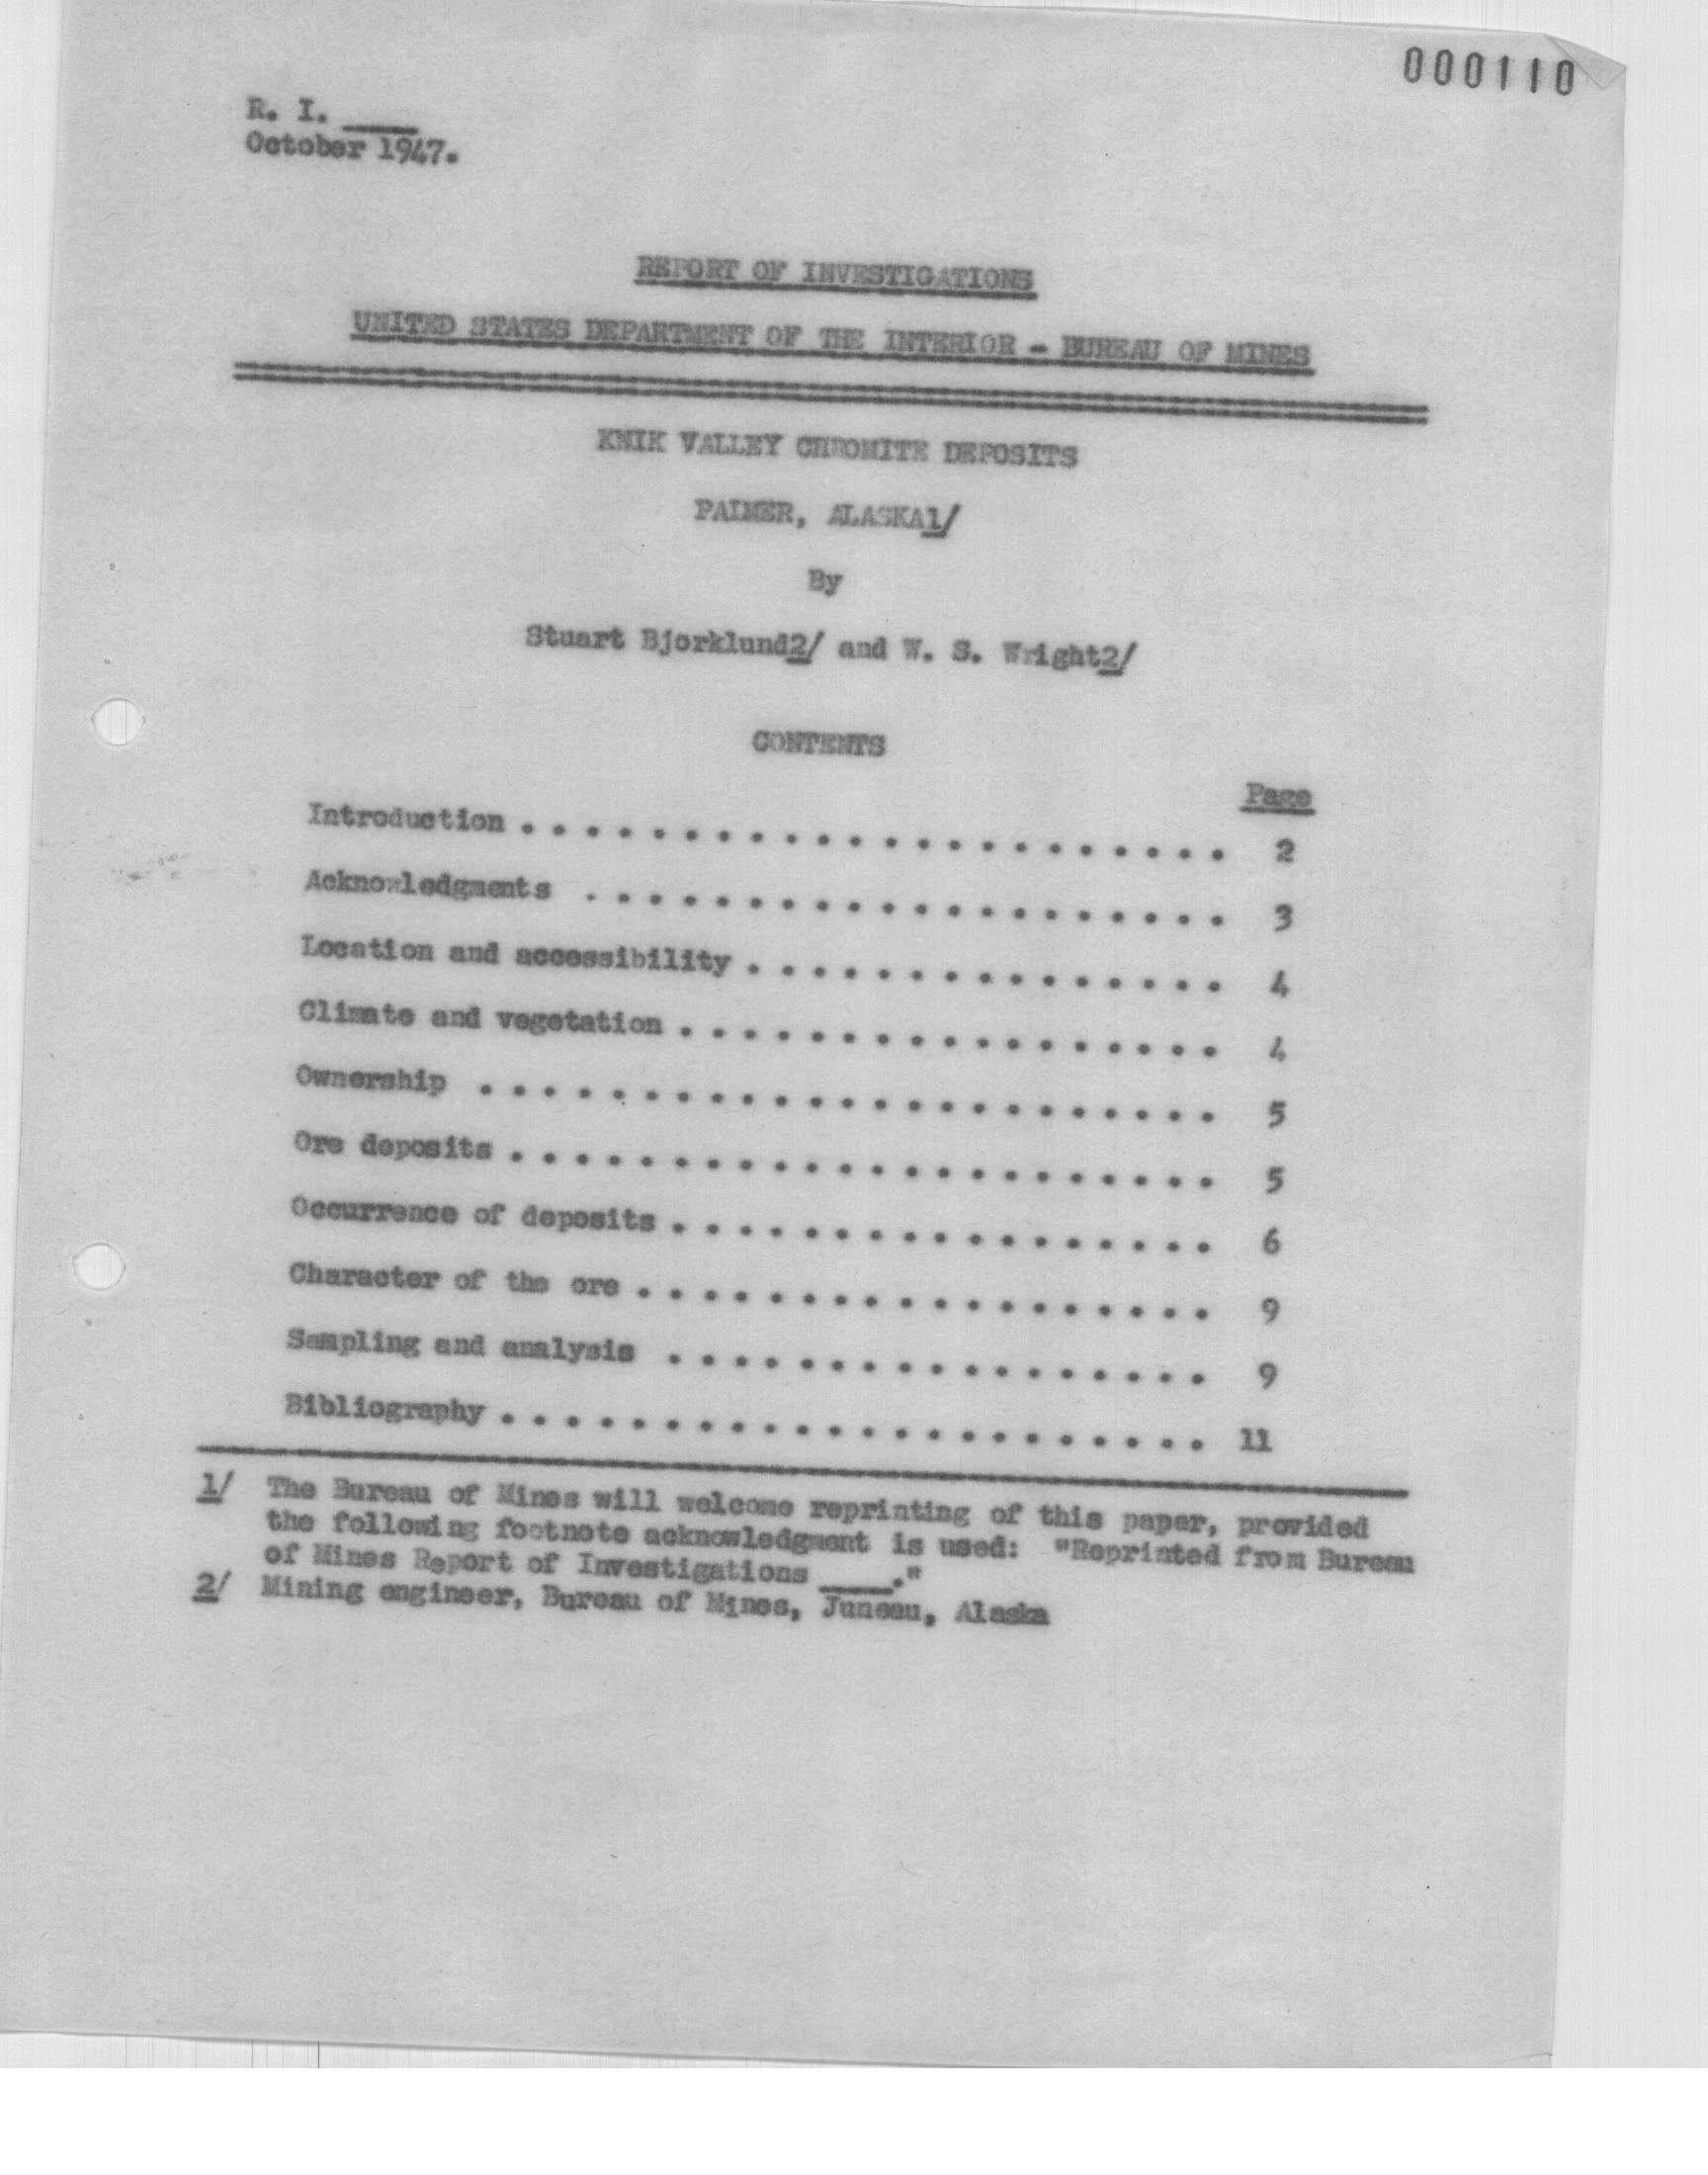 000110
R. I. ____
October 1947.
REPORT OF INVESTIGATIONS
UNITED STATES DEPARTMENT OF THE INTERIOR - BUREAU OF MINES
KNIK VALLEY CHROMITE DEPOSITS
PALMER, ALASKA1/
By
Stuart Bjorklund2/ and W. S. Wright2/
CONTENTS
Page
Introduction . . . . . . . . . . . . . . . . . . . . . . 2
Acknowledgments . . . . . . . . . . . . . . . . . . . . 3
Location and accessibility . . . . . . . . . . . . . . . 4
Climate and vegetation . . . . . . . . . . . . . . . . . 4
Ownership . . . . . . . . . . . . . . . . . . . . . . . 5
Ore deposits . . . . . . . . . . . . . . . . . . . . . . 5
Occurrence of deposits . . . . . . . . . . . . . . . . . 6
Character of the ore . . . . . . . . . . . . . . . . . . 9
Sampling and analysis . . . . . . . . . . . . . . . . . 9
Bibliography . . . . . . . . . . . . . . . . . . . . . . 11
1/ The Bureau of Mines will welcome reprinting of this paper, provided
the following footnote acknowledgment is used: "Reprinted from Bureau
of Mines Report of Investigations ____."
2/ Mining engineer, Bureau of Mines, Juneau, Alaska